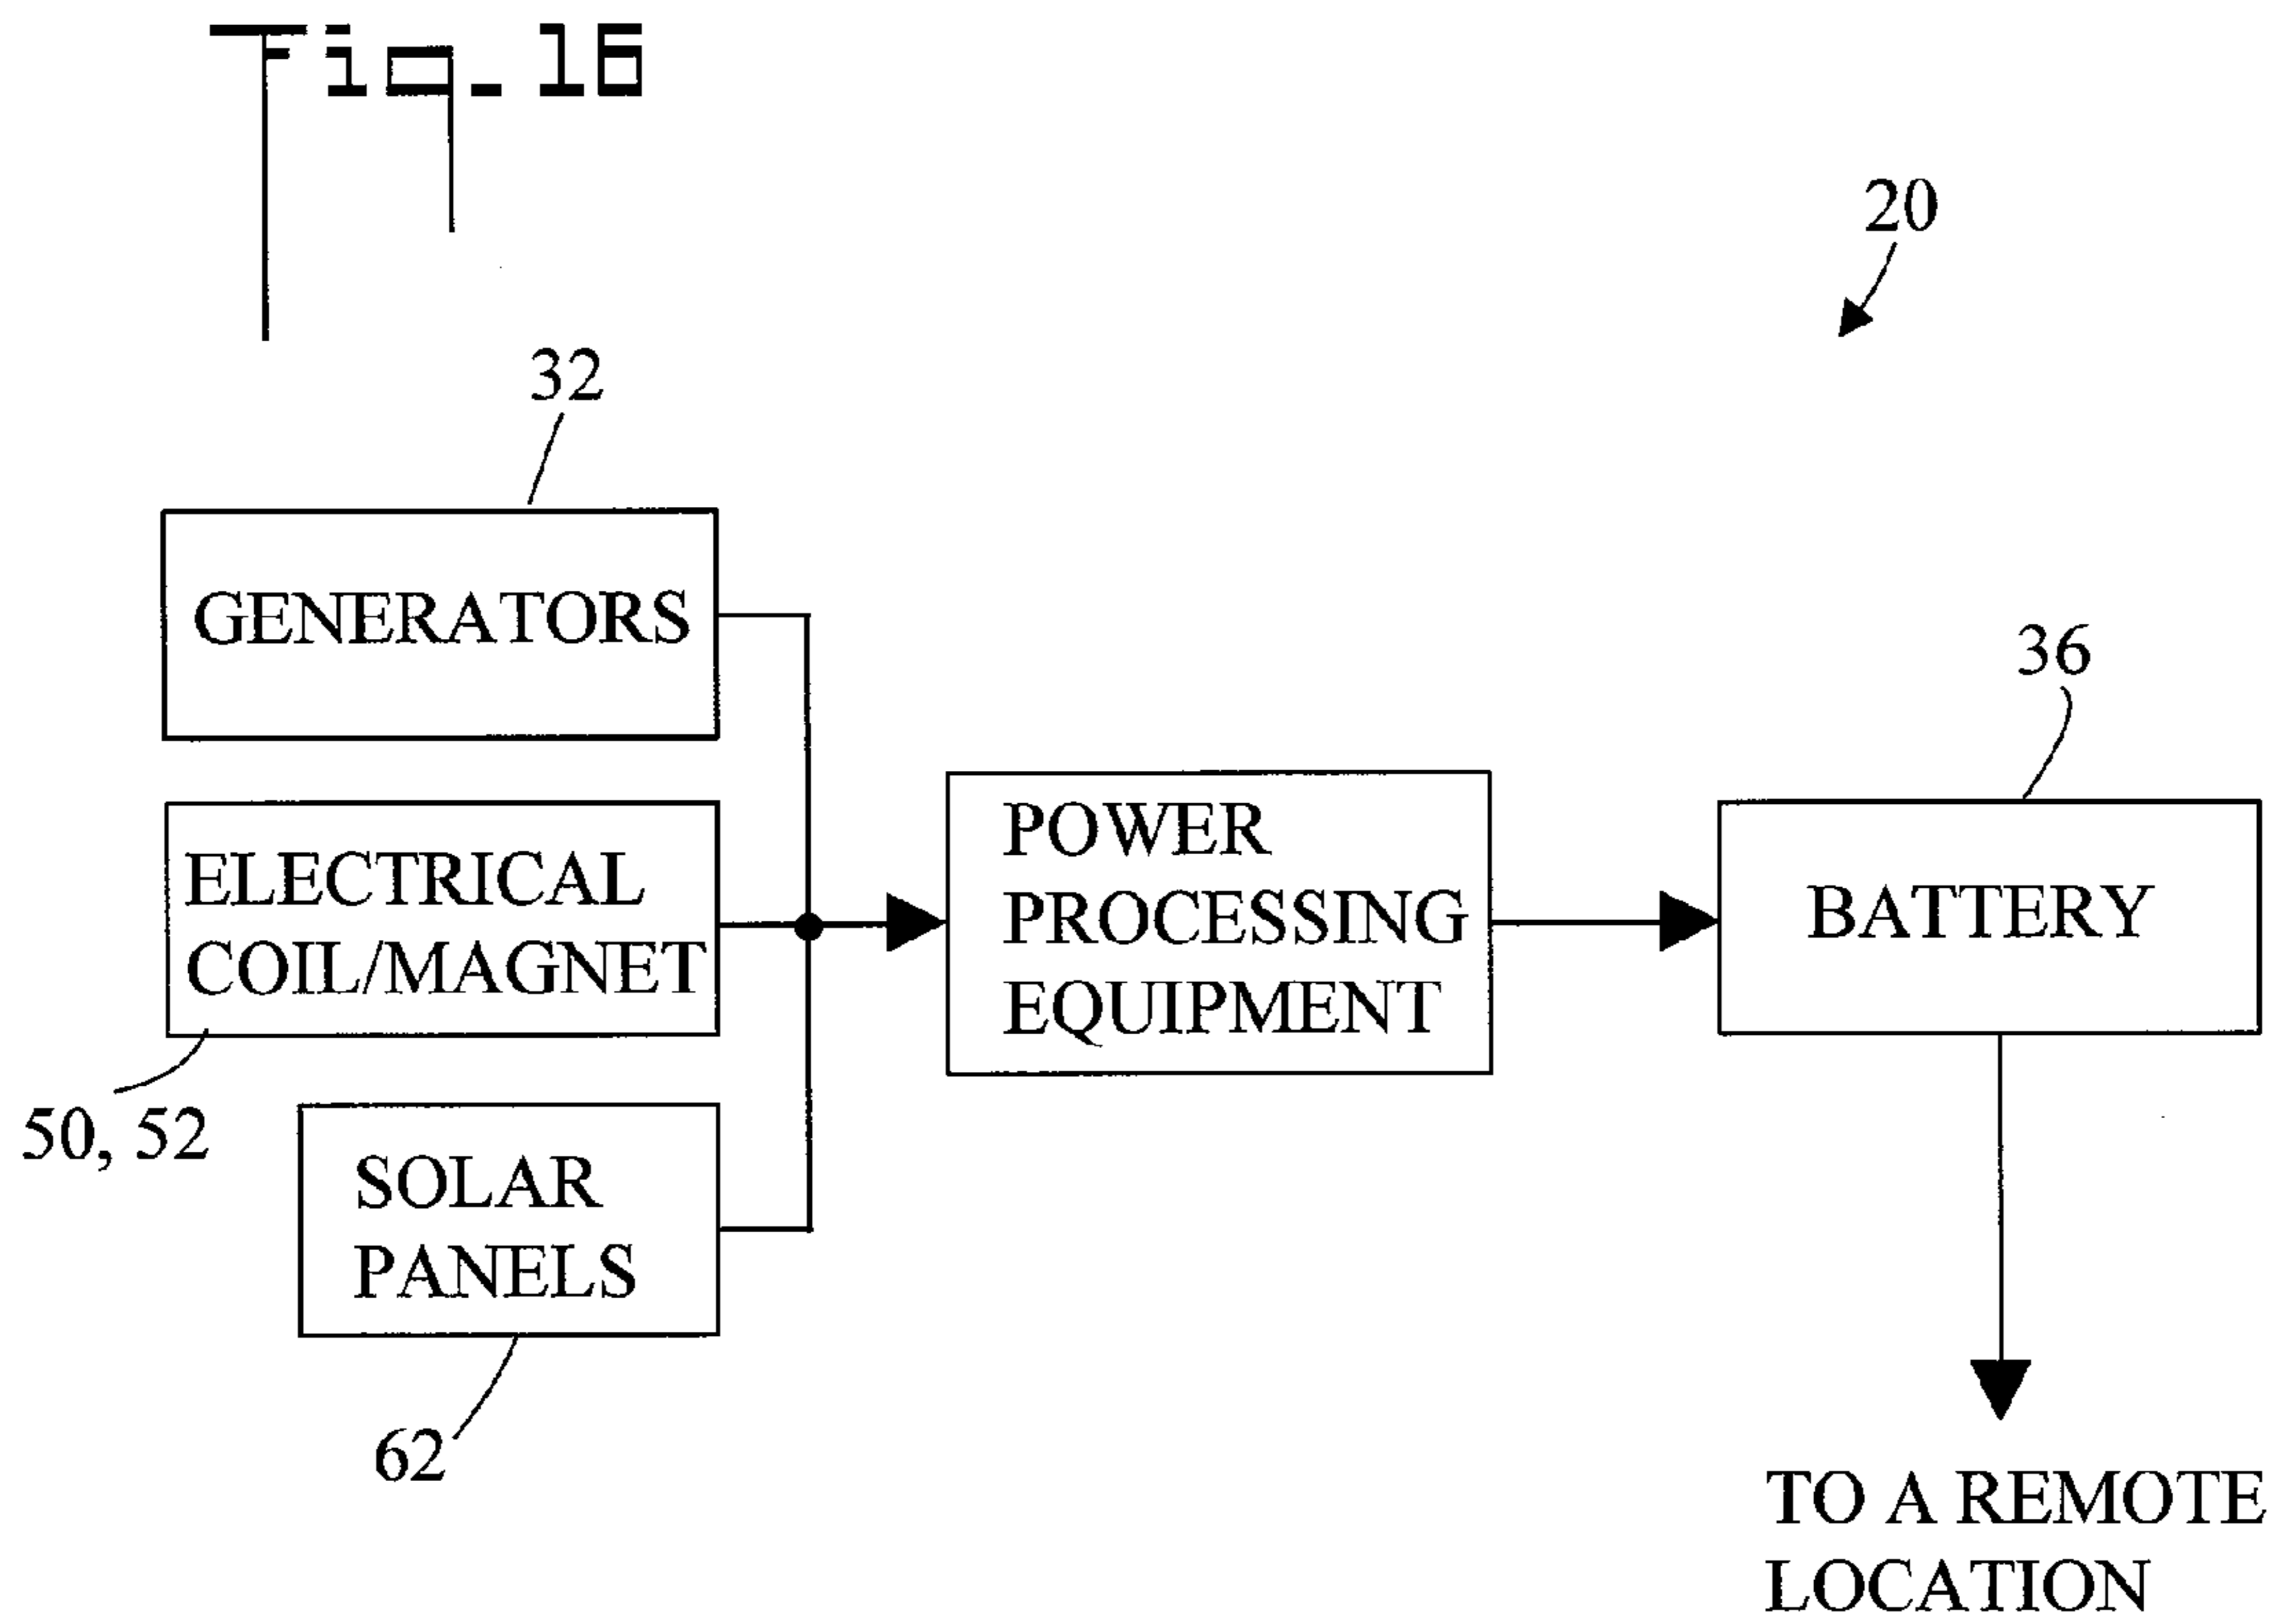 Fig. 16
20
32
GENERATORS
36
POWER
PROCESSING
EQUIPMENT
BATTERY
ELECTRICAL
COIL/MAGNET
50, 52
SOLAR
PANELS
62
TO A REMOTE
LOCATION